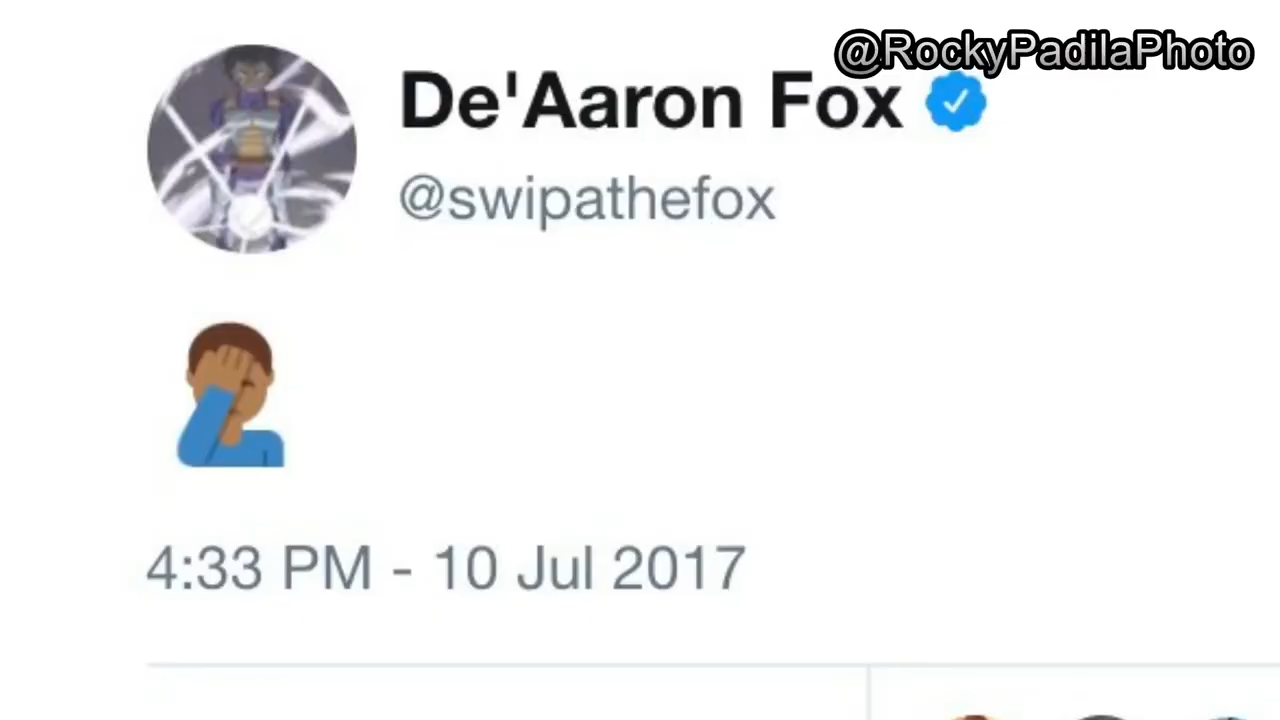 @RockyPadilaPhoto
De'Aaron Fox
@swipathefox
🤦🏾‍♂️
4:33 PM - 10 Jul 2017